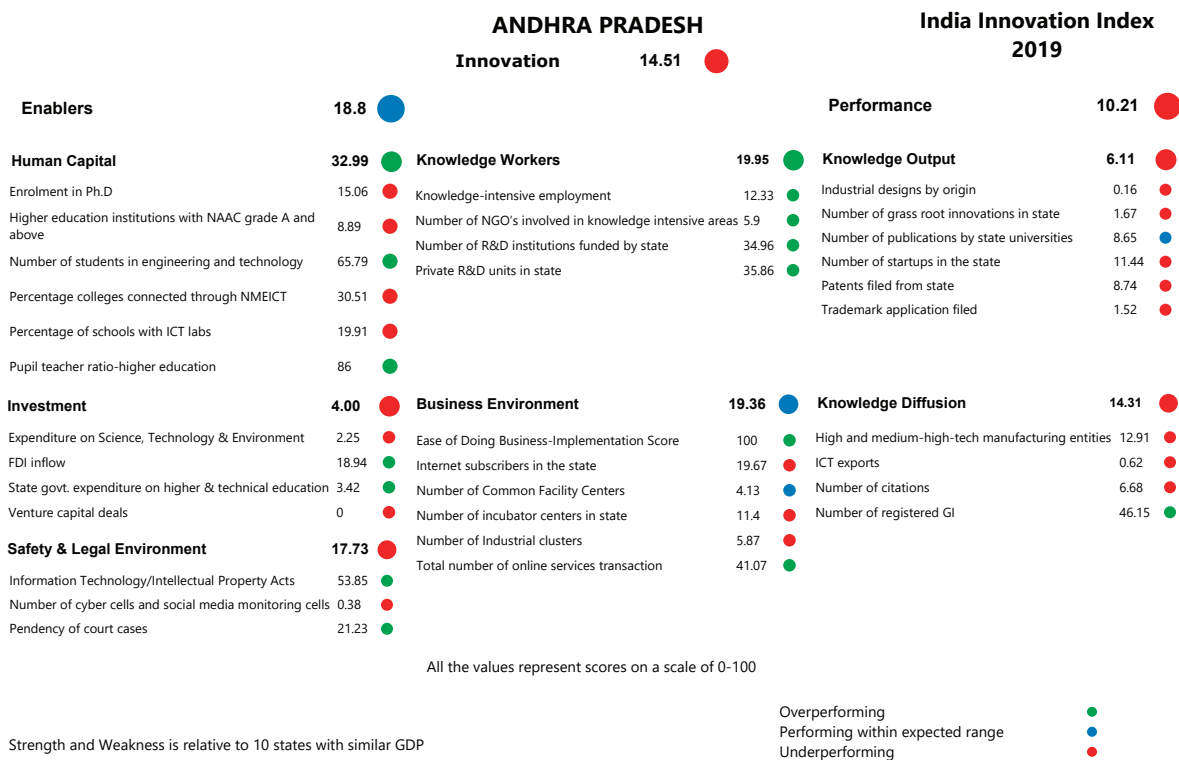 ANDHRA PRADESH
India Innovation Index
2019
Innovation 14.51
Enablers 18.8
Performance 10.21
Human Capital 32.99
Enrolment in Ph.D 15.06
Higher education institutions with NAAC grade A and
above 8.89
Number of students in engineering and technology 65.79
Percentage colleges connected through NMEICT 30.51
Percentage of schools with ICT labs 19.91
Pupil teacher ratio-higher education 86
Knowledge Workers 19.95
Knowledge-intensive employment 12.33
Number of NGO's involved in knowledge intensive areas 5.9
Number of R&D institutions funded by state 34.96
Private R&D units in state 35.86
Knowledge Output 6.11
Industrial designs by origin 0.16
Number of grass root innovations in state 1.67
Number of publications by state universities 8.65
Number of startups in the state 11.44
Patents filed from state 8.74
Trademark application filed 1.52
Investment 4.00
Expenditure on Science, Technology & Environment 2.25
FDI inflow 18.94
State govt. expenditure on higher & technical education 3.42
Venture capital deals 0
Business Environment 19.36
Ease of Doing Business-Implementation Score 100
Internet subscribers in the state 19.67
Number of Common Facility Centers 4.13
Number of incubator centers in state 11.4
Number of Industrial clusters 5.87
Total number of online services transaction 41.07
Knowledge Diffusion 14.31
High and medium-high-tech manufacturing entities 12.91
ICT exports 0.62
Number of citations 6.68
Number of registered GI 46.15
Safety & Legal Environment 17.73
Information Technology/Intellectual Property Acts 53.85
Number of cyber cells and social media monitoring cells 0.38
Pendency of court cases 21.23
All the values represent scores on a scale of 0-100
Strength and Weakness is relative to 10 states with similar GDP
Overperforming
Performing within expected range
Underperforming